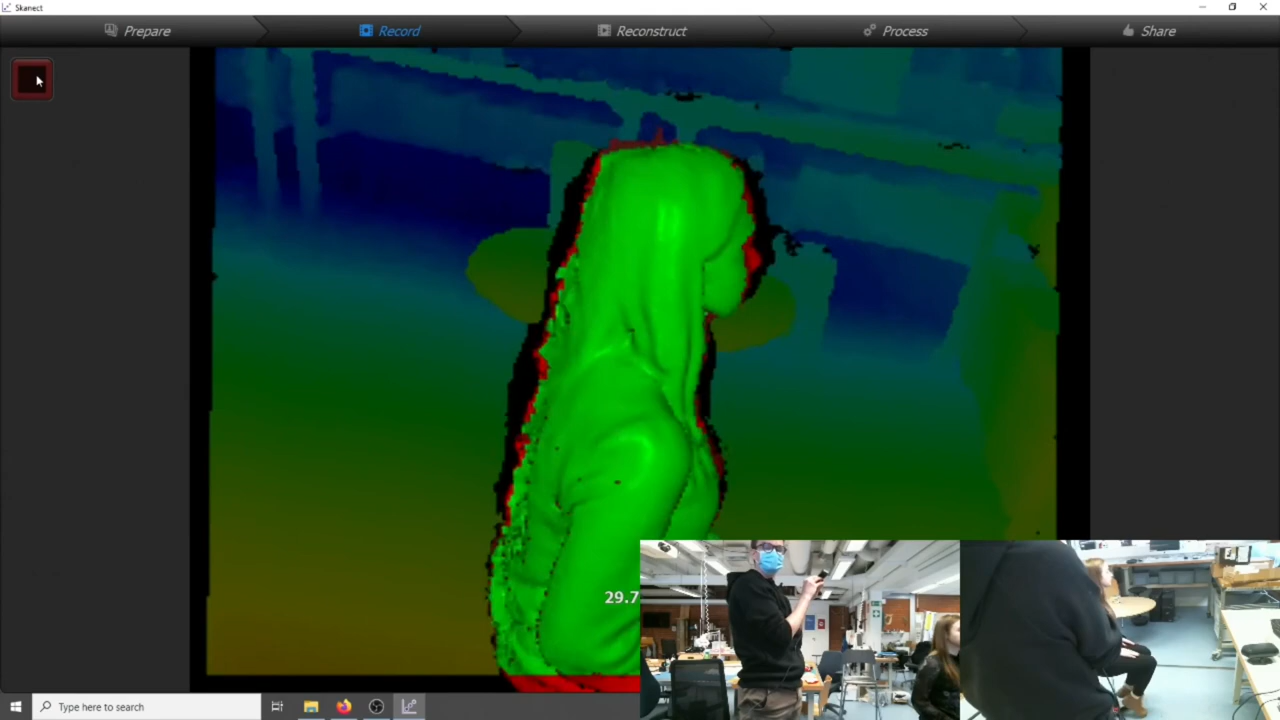 Skanect
Prepare
Record
Reconstruct
Process
Share
29.7
Type here to search